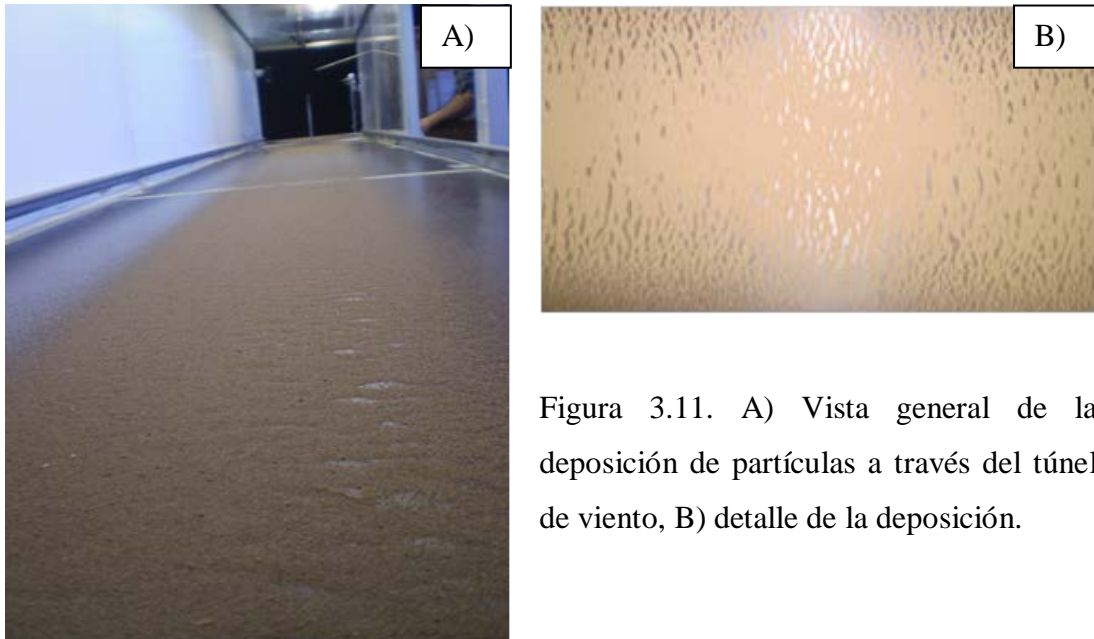 A)
B)
Figura 3.11. A) Vista general de la
deposición de partículas a través del túnel
de viento, B) detalle de la deposición.